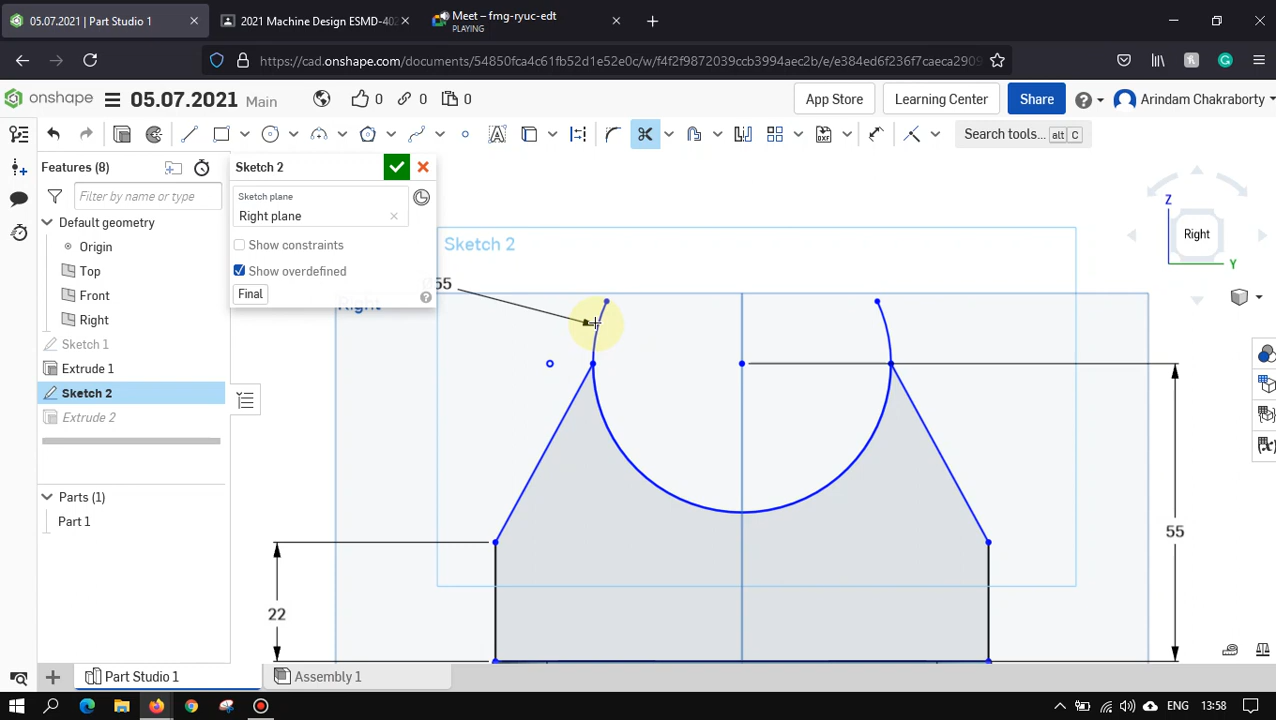 05.07.2021 | Part Studio 1
2021 Machine Design ESMD-402
Meet – fmg-ryuc-edt
PLAYING
https://cad.onshape.com/documents/54850fca4c61fb52d1e52e0c/w/f4f2f9872039ccb3994aec2b/e/e384ed6f236f7caeca2909
onshape
05.07.2021 Main
0
0
0
App Store
Learning Center
Share
Arindam Chakraborty
Search tools... alt C
Features (8)
Filter by name or type
Default geometry
Origin
Top
Front
Right
Sketch 1
Extrude 1
Sketch 2
Extrude 2
Parts (1)
Part 1
Sketch 2
Sketch plane
Right plane
Show constraints
Show overdefined
Final
Sketch 2
Right
55
55
22
Z
Right
Y
Part Studio 1
Assembly 1
ENG
13:58